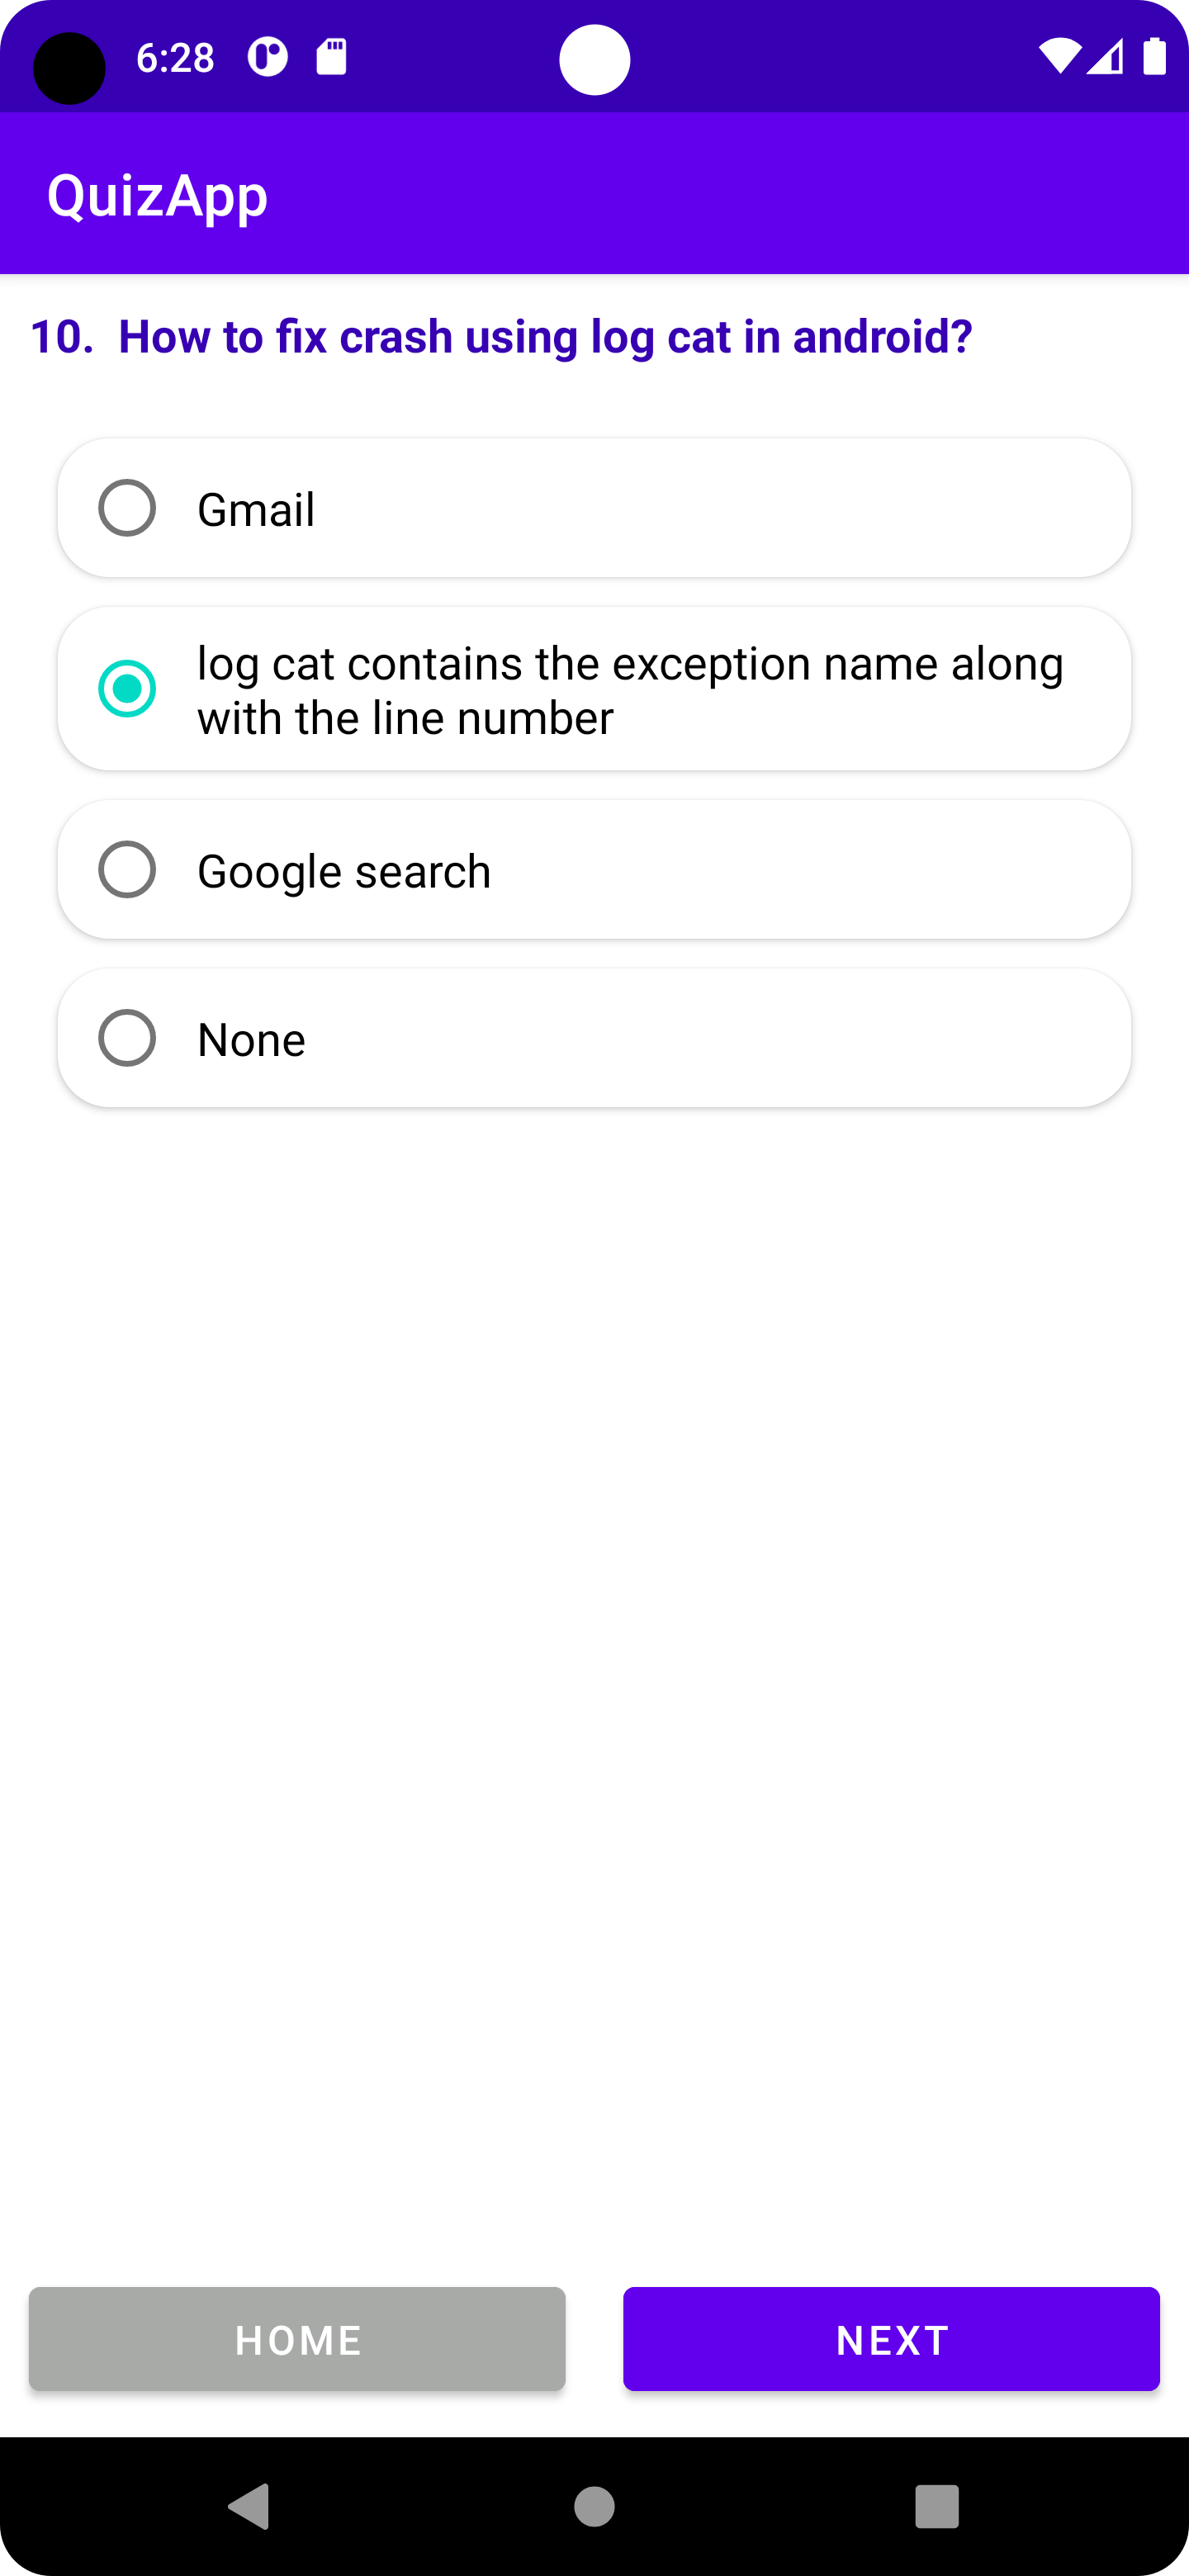 6:28
QuizApp
10.  How to fix crash using log cat in android?
Gmail
log cat contains the exception name along
with the line number
Google search
None
HOME
NEXT